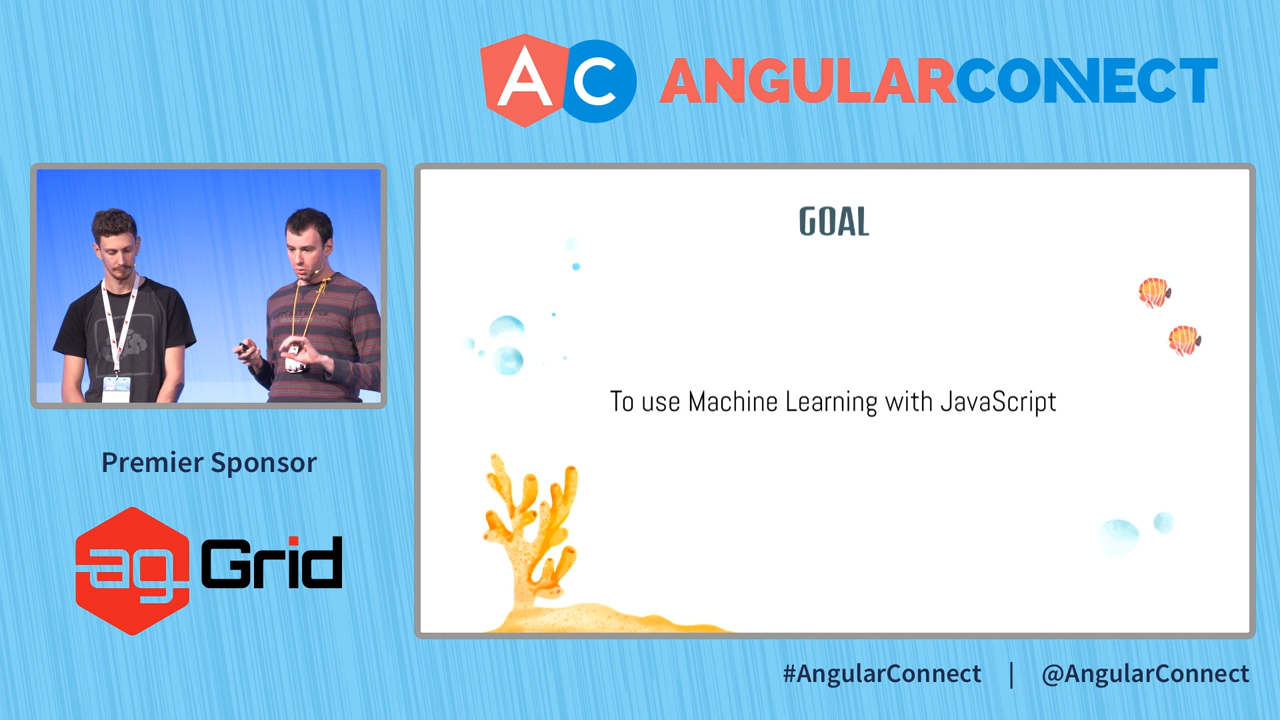 AC ANGULARCONNECT
GOAL
To use Machine Learning with JavaScript
Premier Sponsor
ag Grid
#AngularConnect | @AngularConnect